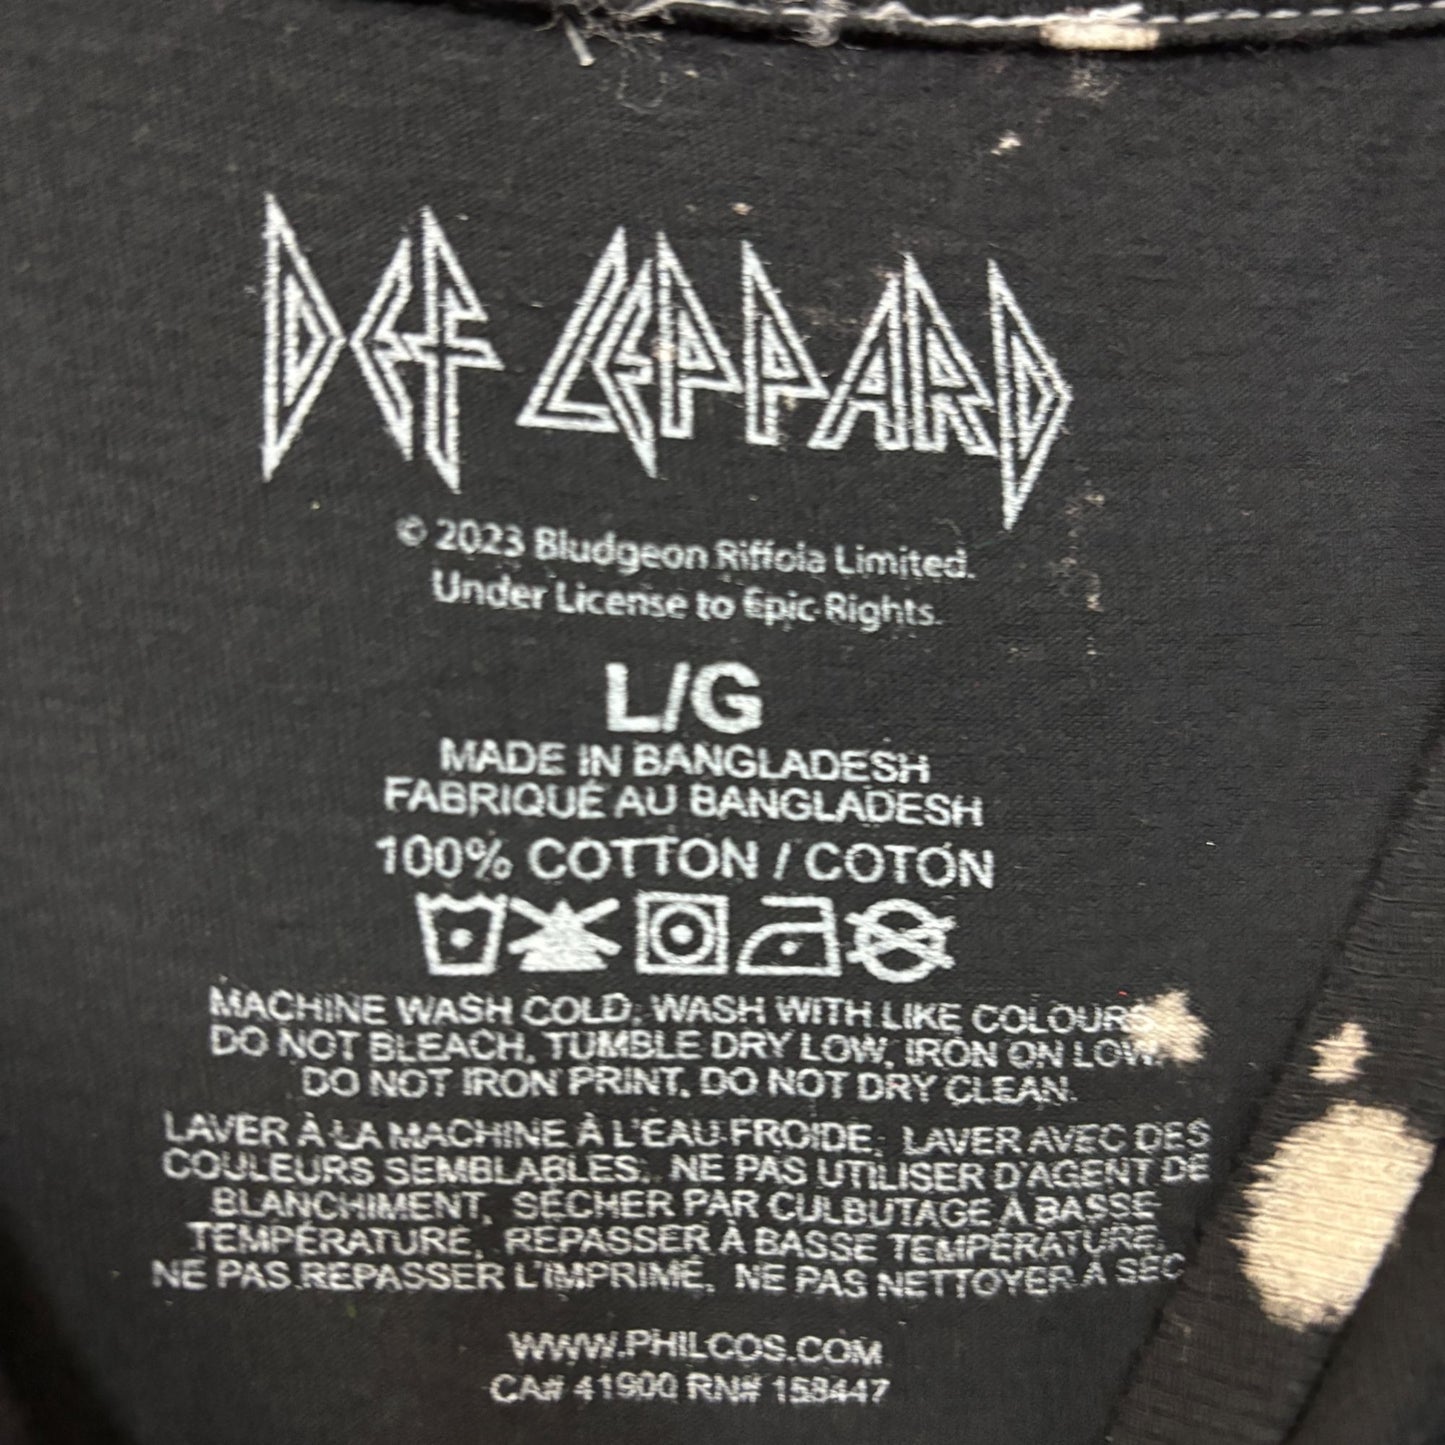 DEF LEPPARD
© 2023 Bludgeon Riffola Limited.
Under License to Epic Rights.
L/G
MADE IN BANGLADESH
FABRIQUÉ AU BANGLADESH
100% COTTON / COTON
MACHINE WASH COLD. WASH WITH LIKE COLOURS.
DO NOT BLEACH. TUMBLE DRY LOW. IRON ON LOW.
DO NOT IRON PRINT. DO NOT DRY CLEAN.
LAVER À LA MACHINE À L'EAU FROIDE. LAVER AVEC DES
COULEURS SEMBLABLES. NE PAS UTILISER D'AGENT DE
BLANCHIMENT. SÉCHER PAR CULBUTAGE À BASSE
TEMPÉRATURE. REPASSER À BASSE TEMPÉRATURE.
NE PAS REPASSER L'IMPRIMÉ. NE PAS NETTOYER À SEC
WWW.PHILCOS.COM
CA# 41900 RN# 158447